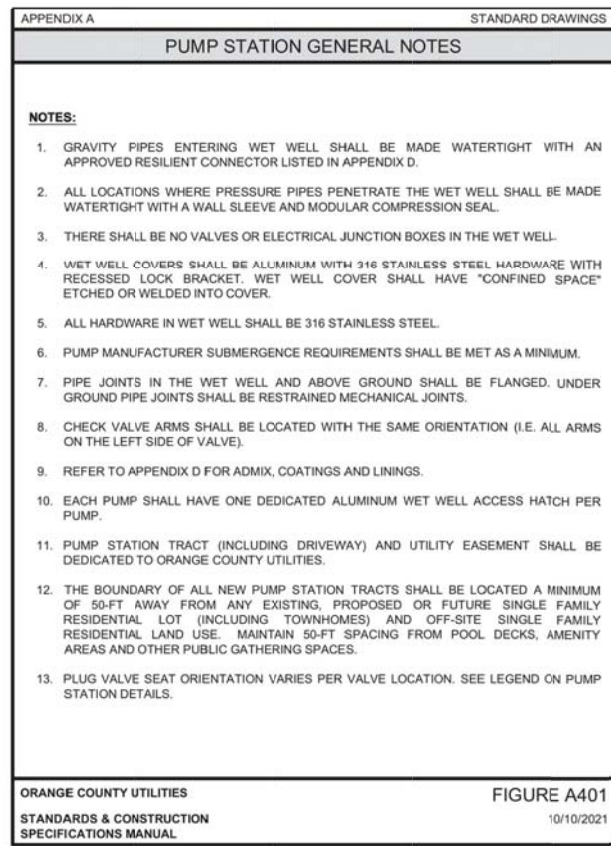 APPENDIX A STANDARD DRAWINGS
PUMP STATION GENERAL NOTES
NOTES:
1. GRAVITY PIPES ENTERING WET WELL SHALL BE MADE WATERTIGHT WITH AN
APPROVED RESILIENT CONNECTOR LISTED IN APPENDIX D.
2. ALL LOCATIONS WHERE PRESSURE PIPES PENETRATE THE WET WELL SHALL BE MADE
WATERTIGHT WITH A WALL SLEEVE AND MODULAR COMPRESSION SEAL.
3. THERE SHALL BE NO VALVES OR ELECTRICAL JUNCTION BOXES IN THE WET WELL.
4. WET WELL COVERS SHALL BE ALUMINUM WITH 316 STAINLESS STEEL HARDWARE WITH
RECESSED LOCK BRACKET. WET WELL COVER SHALL HAVE "CONFINED SPACE"
ETCHED OR WELDED INTO COVER.
5. ALL HARDWARE IN WET WELL SHALL BE 316 STAINLESS STEEL.
6. PUMP MANUFACTURER SUBMERGENCE REQUIREMENTS SHALL BE MET AS A MINIMUM.
7. PIPE JOINTS IN THE WET WELL AND ABOVE GROUND SHALL BE FLANGED. UNDER
GROUND PIPE JOINTS SHALL BE RESTRAINED MECHANICAL JOINTS.
8. CHECK VALVE ARMS SHALL BE LOCATED WITH THE SAME ORIENTATION (I.E. ALL ARMS
ON THE LEFT SIDE OF VALVE).
9. REFER TO APPENDIX D FOR ADMIX, COATINGS AND LININGS.
10. EACH PUMP SHALL HAVE ONE DEDICATED ALUMINUM WET WELL ACCESS HATCH PER
PUMP.
11. PUMP STATION TRACT (INCLUDING DRIVEWAY) AND UTILITY EASEMENT SHALL BE
DEDICATED TO ORANGE COUNTY UTILITIES.
12. THE BOUNDARY OF ALL NEW PUMP STATION TRACTS SHALL BE LOCATED A MINIMUM
OF 50-FT AWAY FROM ANY EXISTING, PROPOSED OR FUTURE SINGLE FAMILY
RESIDENTIAL LOT (INCLUDING TOWNHOMES) AND OFF-SITE SINGLE FAMILY
RESIDENTIAL LAND USE. MAINTAIN 50-FT SPACING FROM POOL DECKS, AMENITY
AREAS AND OTHER PUBLIC GATHERING SPACES.
13. PLUG VALVE SEAT ORIENTATION VARIES PER VALVE LOCATION. SEE LEGEND ON PUMP
STATION DETAILS.
ORANGE COUNTY UTILITIES FIGURE A401
STANDARDS & CONSTRUCTION 10/10/2021
SPECIFICATIONS MANUAL